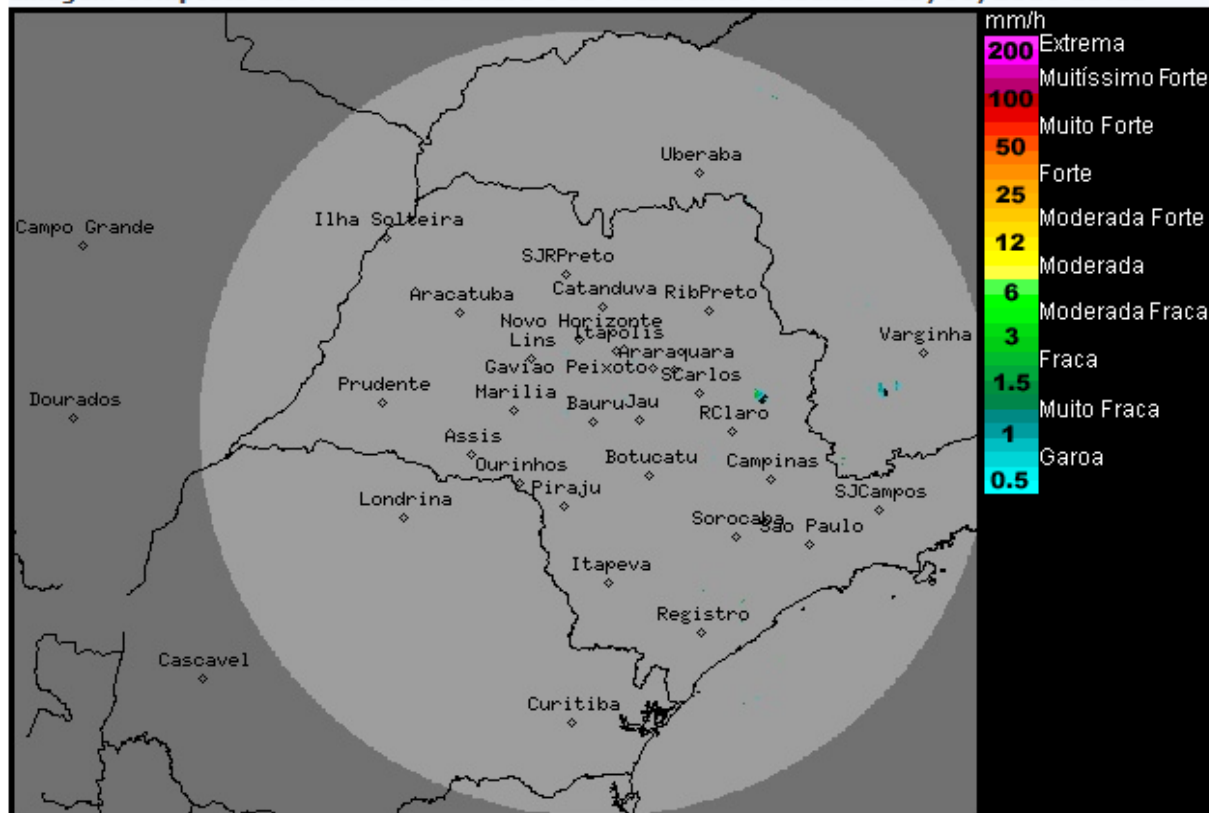 mm/h
200 Extrema
Muitíssimo Forte
100
Muito Forte
50
Forte
25
Moderada Forte
12
Moderada
6
Moderada Fraca
3
Fraca
1.5
Muito Fraca
1
Garoa
0.5
Uberaba
Campo Grande
Ilha Solteira
SJRPreto
Aracatuba
Catanduva
RibPreto
Novo Horizonte
Itapolis
Lins
Araraquara
Varginha
Gaviao Peixoto
SCarlos
Prudente
Marilia
Dourados
Bauru
Jau
RClaro
Assis
Ourinhos
Botucatu
Campinas
Piraju
Londrina
SJCampos
Sorocaba
Sao Paulo
Itapeva
Registro
Cascavel
Curitiba